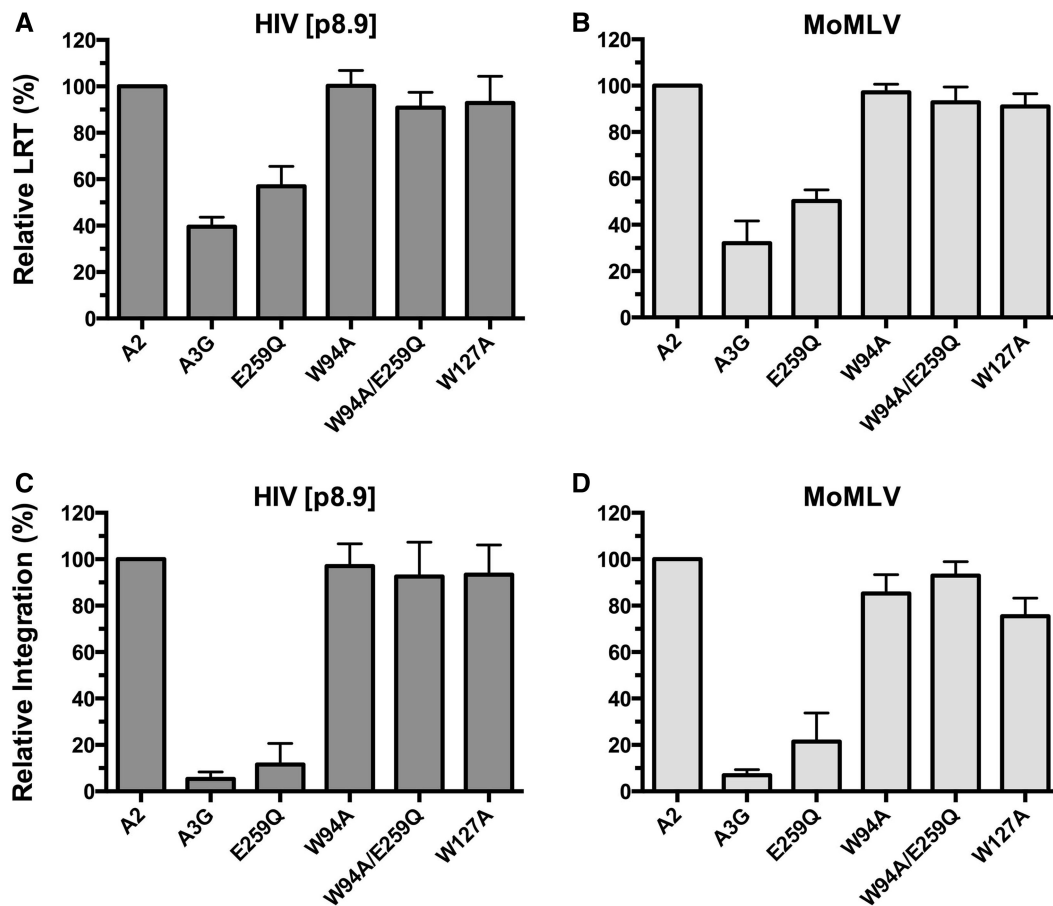 A
HIV [p8.9]
Relative LRT (%)
120
100
80
60
40
20
0
A2
A3G
E259Q
W94A
W94A/E259Q
W127A
B
MoMLV
120
100
80
60
40
20
0
A2
A3G
E259Q
W94A
W94A/E259Q
W127A
C
HIV [p8.9]
Relative Integration (%)
120
100
80
60
40
20
0
A2
A3G
E259Q
W94A
W94A/E259Q
W127A
D
MoMLV
120
100
80
60
40
20
0
A2
A3G
E259Q
W94A
W94A/E259Q
W127A